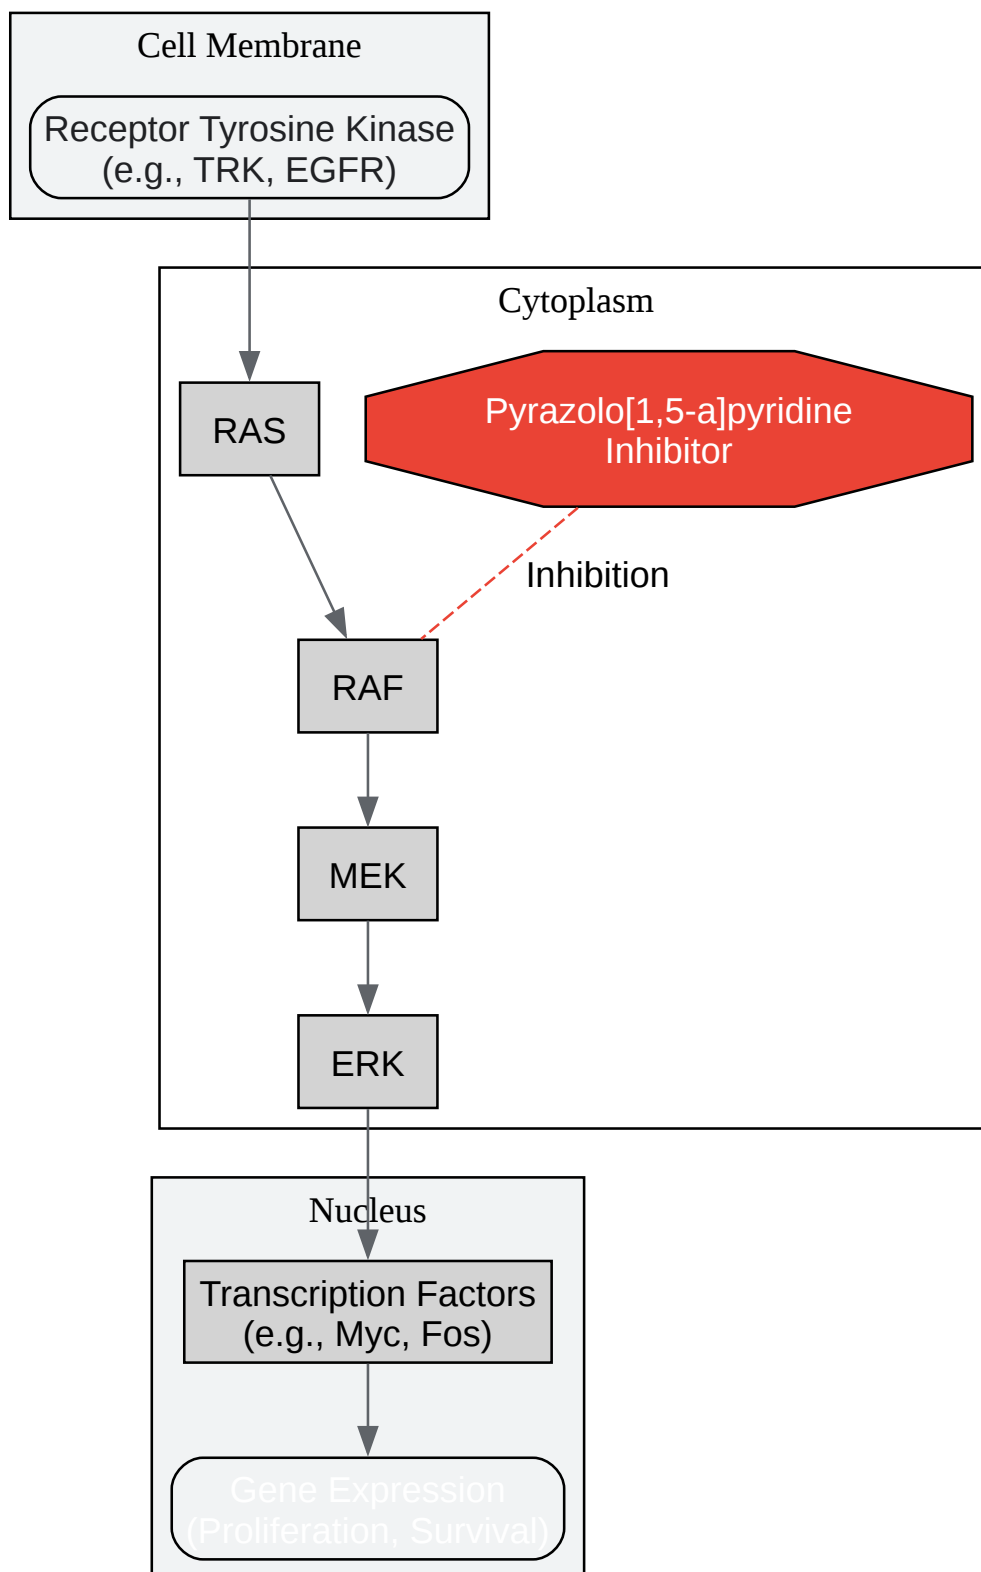 Cell Membrane
Receptor Tyrosine Kinase
(e.g., TRK, EGFR)
Cytoplasm
RAS
Pyrazolo[1,5-a]pyridine
Inhibitor
Inhibition
RAF
MEK
ERK
Nucleus
Transcription Factors
(e.g., Myc, Fos)
Gene Expression
(Proliferation, Survival)